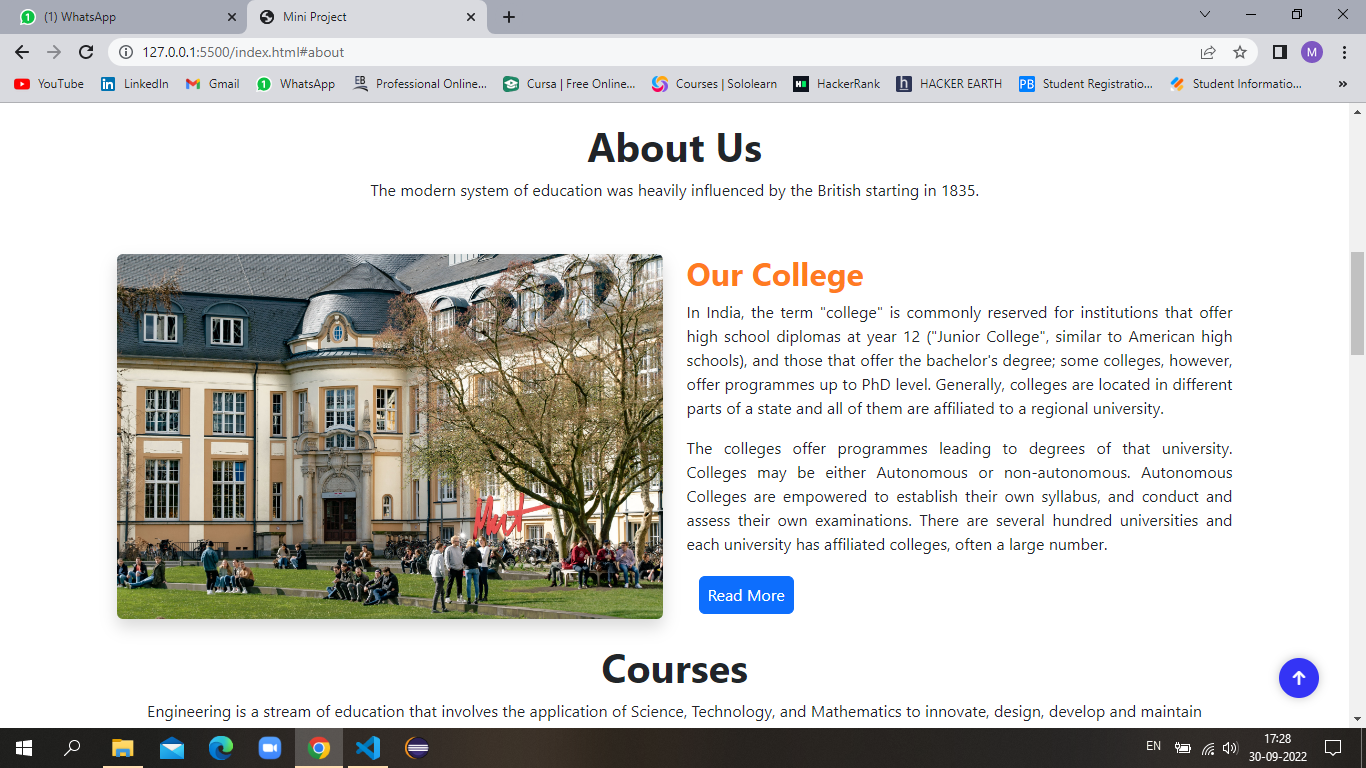 (1) WhatsApp
Mini Project
127.0.0.1:5500/index.html#about
M
YouTube
LinkedIn
Gmail
WhatsApp
Professional Online...
Cursa | Free Online...
Courses | Sololearn
HackerRank
HACKER EARTH
Student Registratio...
Student Informatio...
»
About Us
The modern system of education was heavily influenced by the British starting in 1835.
Our College
In India, the term "college" is commonly reserved for institutions that offer
high school diplomas at year 12 ("Junior College", similar to American high
schools), and those that offer the bachelor's degree; some colleges, however,
offer programmes up to PhD level. Generally, colleges are located in different
parts of a state and all of them are affiliated to a regional university.
The colleges offer programmes leading to degrees of that university.
Colleges may be either Autonomous or non-autonomous. Autonomous
Colleges are empowered to establish their own syllabus, and conduct and
assess their own examinations. There are several hundred universities and
each university has affiliated colleges, often a large number.
Read More
Courses
Engineering is a stream of education that involves the application of Science, Technology, and Mathematics to innovate, design, develop and maintain
EN
17:28
30-09-2022